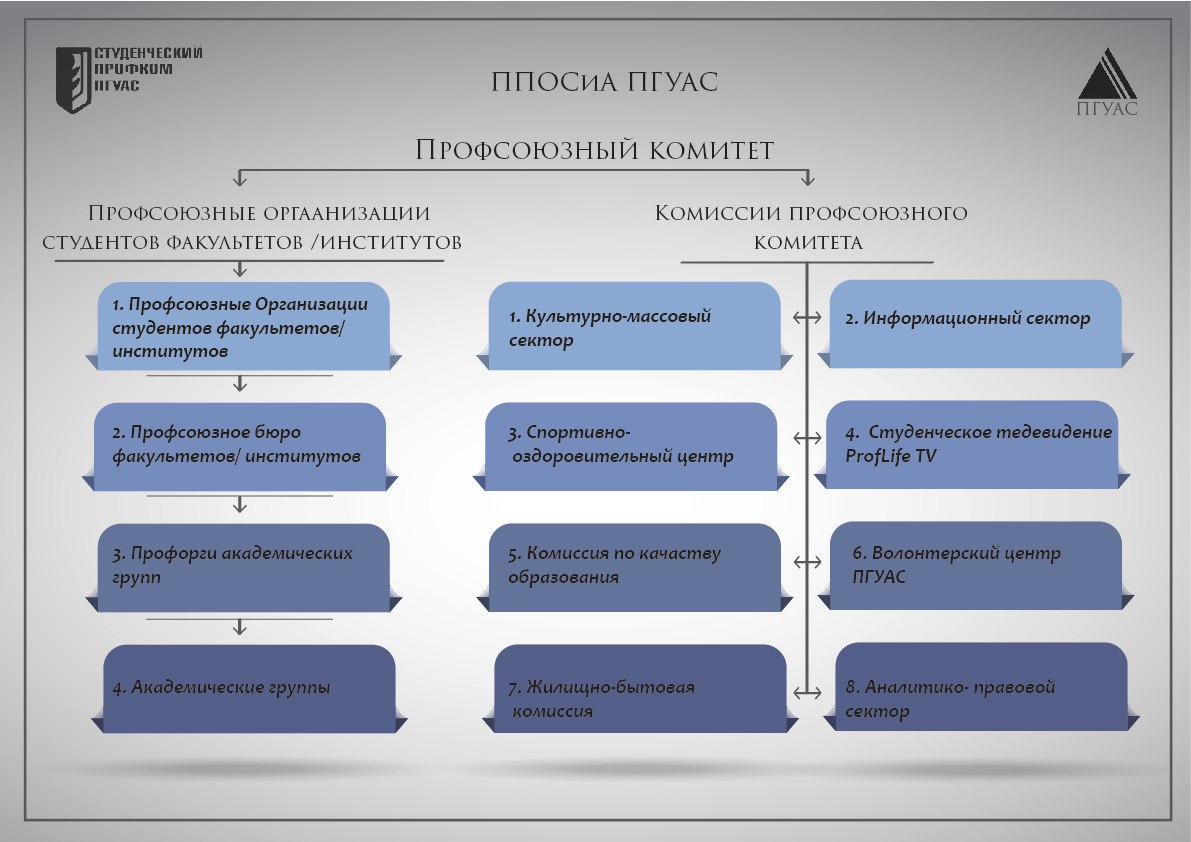 СТУДЕНЧЕСКИЙ
ПРОФКОМ
ПГУАС
ППОСиА ПГУАС
ПГУАС
Профсоюзный комитет
Профсоюзные оргаанизации
студентов факультетов /институтов
Комиссии профсоюзного
комитета
1. Профсоюзные Организации
студентов факультетов/
институтов
2. Профсоюзное бюро
факультетов/ институтов
3. Профорги академических
групп
4. Академические группы
1. Культурно-массовый
сектор
2. Информационный сектор
3. Спортивно-
оздоровительный центр
4. Студенческое тедевидение
ProfLife TV
5. Комиссия по качаству
образования
6. Волонтерский центр
ПГУАС
7. Жилищно-бытовая
комиссия
8. Аналитико- правовой
сектор